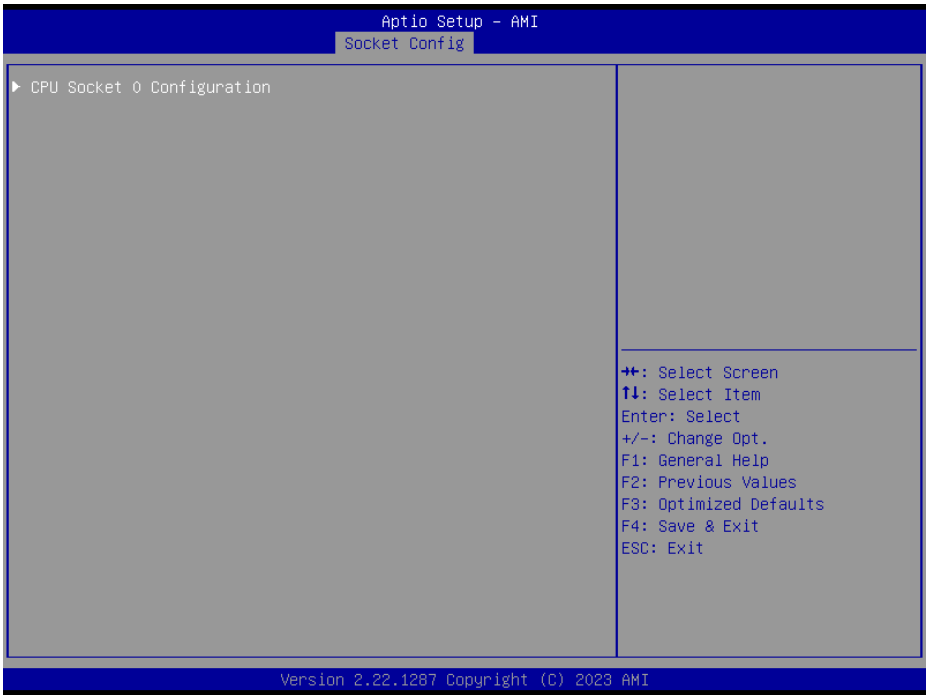 Aptio Setup – AMI
Socket Config
▶ CPU Socket 0 Configuration
→←: Select Screen
↑↓: Select Item
Enter: Select
+/-: Change Opt.
F1: General Help
F2: Previous Values
F3: Optimized Defaults
F4: Save & Exit
ESC: Exit
Version 2.22.1287 Copyright (C) 2023 AMI